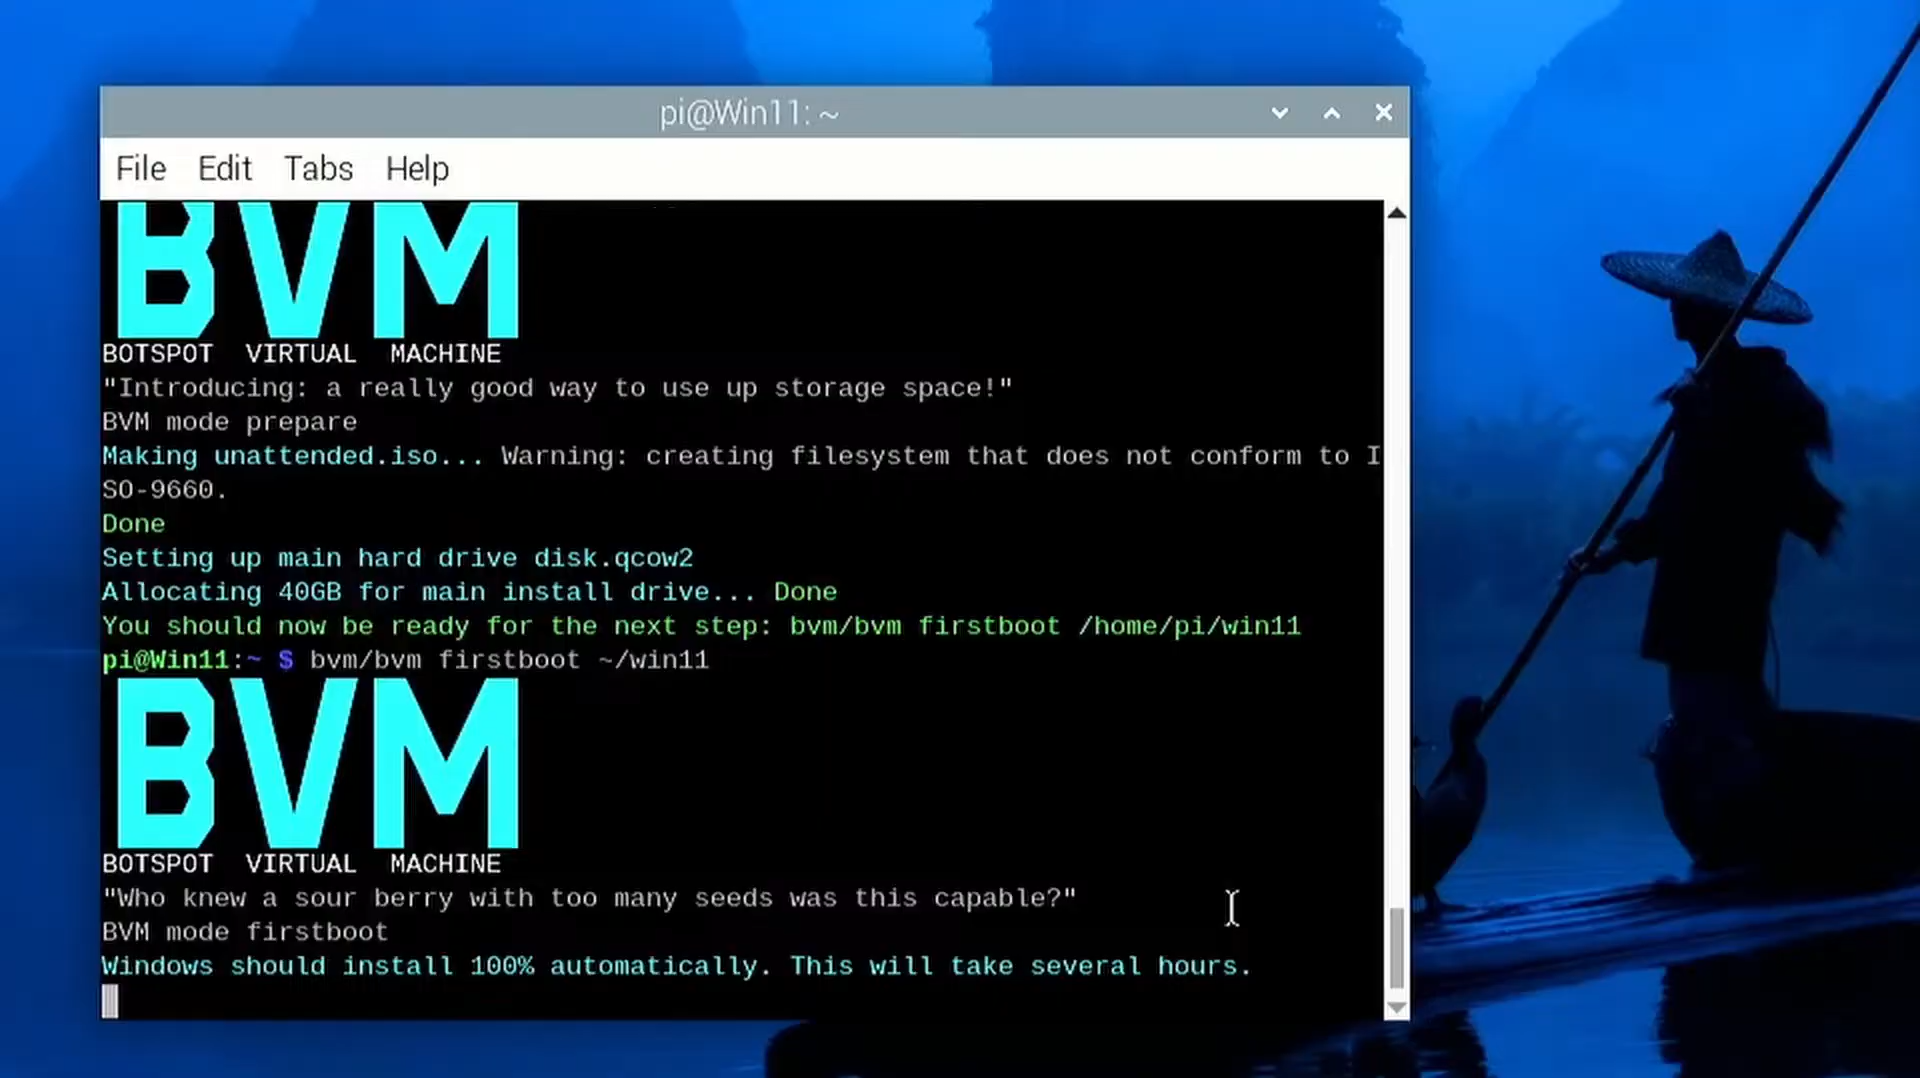 pi@Win11: ~
File Edit Tabs Help
BVM
BOTSPOT VIRTUAL MACHINE
"Introducing: a really good way to use up storage space!"
BVM mode prepare
Making unattended.iso... Warning: creating filesystem that does not conform to I
SO-9660.
Done
Setting up main hard drive disk.qcow2
Allocating 40GB for main install drive... Done
You should now be ready for the next step: bvm/bvm firstboot /home/pi/win11
pi@Win11:~ $ bvm/bvm firstboot ~/win11
BVM
BOTSPOT VIRTUAL MACHINE
"Who knew a sour berry with too many seeds was this capable?"
BVM mode firstboot
Windows should install 100% automatically. This will take several hours.